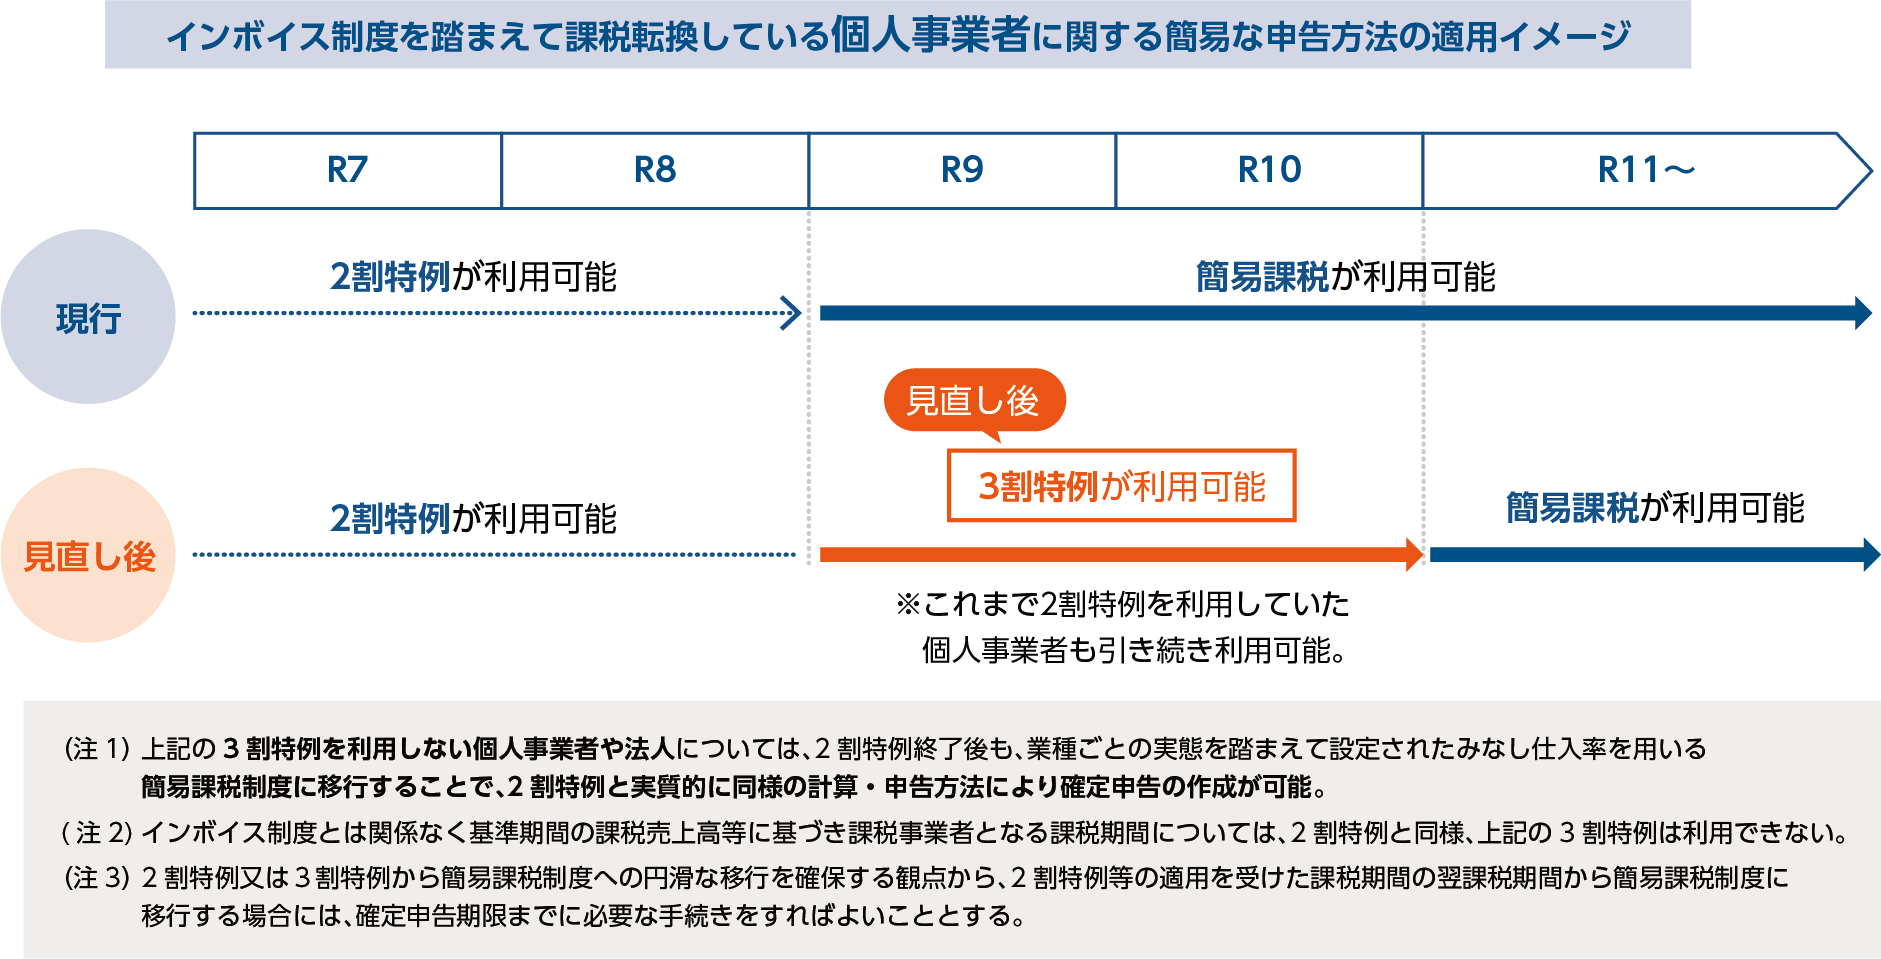 インボイス制度を踏まえて課税転換している個人事業者に関する簡易な申告方法の適用イメージ
R7 R8 R9 R10 R11～
現行
2割特例が利用可能
簡易課税が利用可能
見直し後
3割特例が利用可能
見直し後
2割特例が利用可能
簡易課税が利用可能
※これまで2割特例を利用していた
個人事業者も引き続き利用可能。
（注1）上記の3割特例を利用しない個人事業者や法人については、2割特例終了後も、業種ごとの実態を踏まえて設定されたみなし仕入率を用いる
簡易課税制度に移行することで、2割特例と実質的に同様の計算・申告方法により確定申告の作成が可能。
（注2）インボイス制度とは関係なく基準期間の課税売上高等に基づき課税事業者となる課税期間については、2割特例と同様、上記の3割特例は利用できない。
（注3）2割特例又は3割特例から簡易課税制度への円滑な移行を確保する観点から、2割特例等の適用を受けた課税期間の翌課税期間から簡易課税制度に
移行する場合には、確定申告期限までに必要な手続きをすればよいこととする。